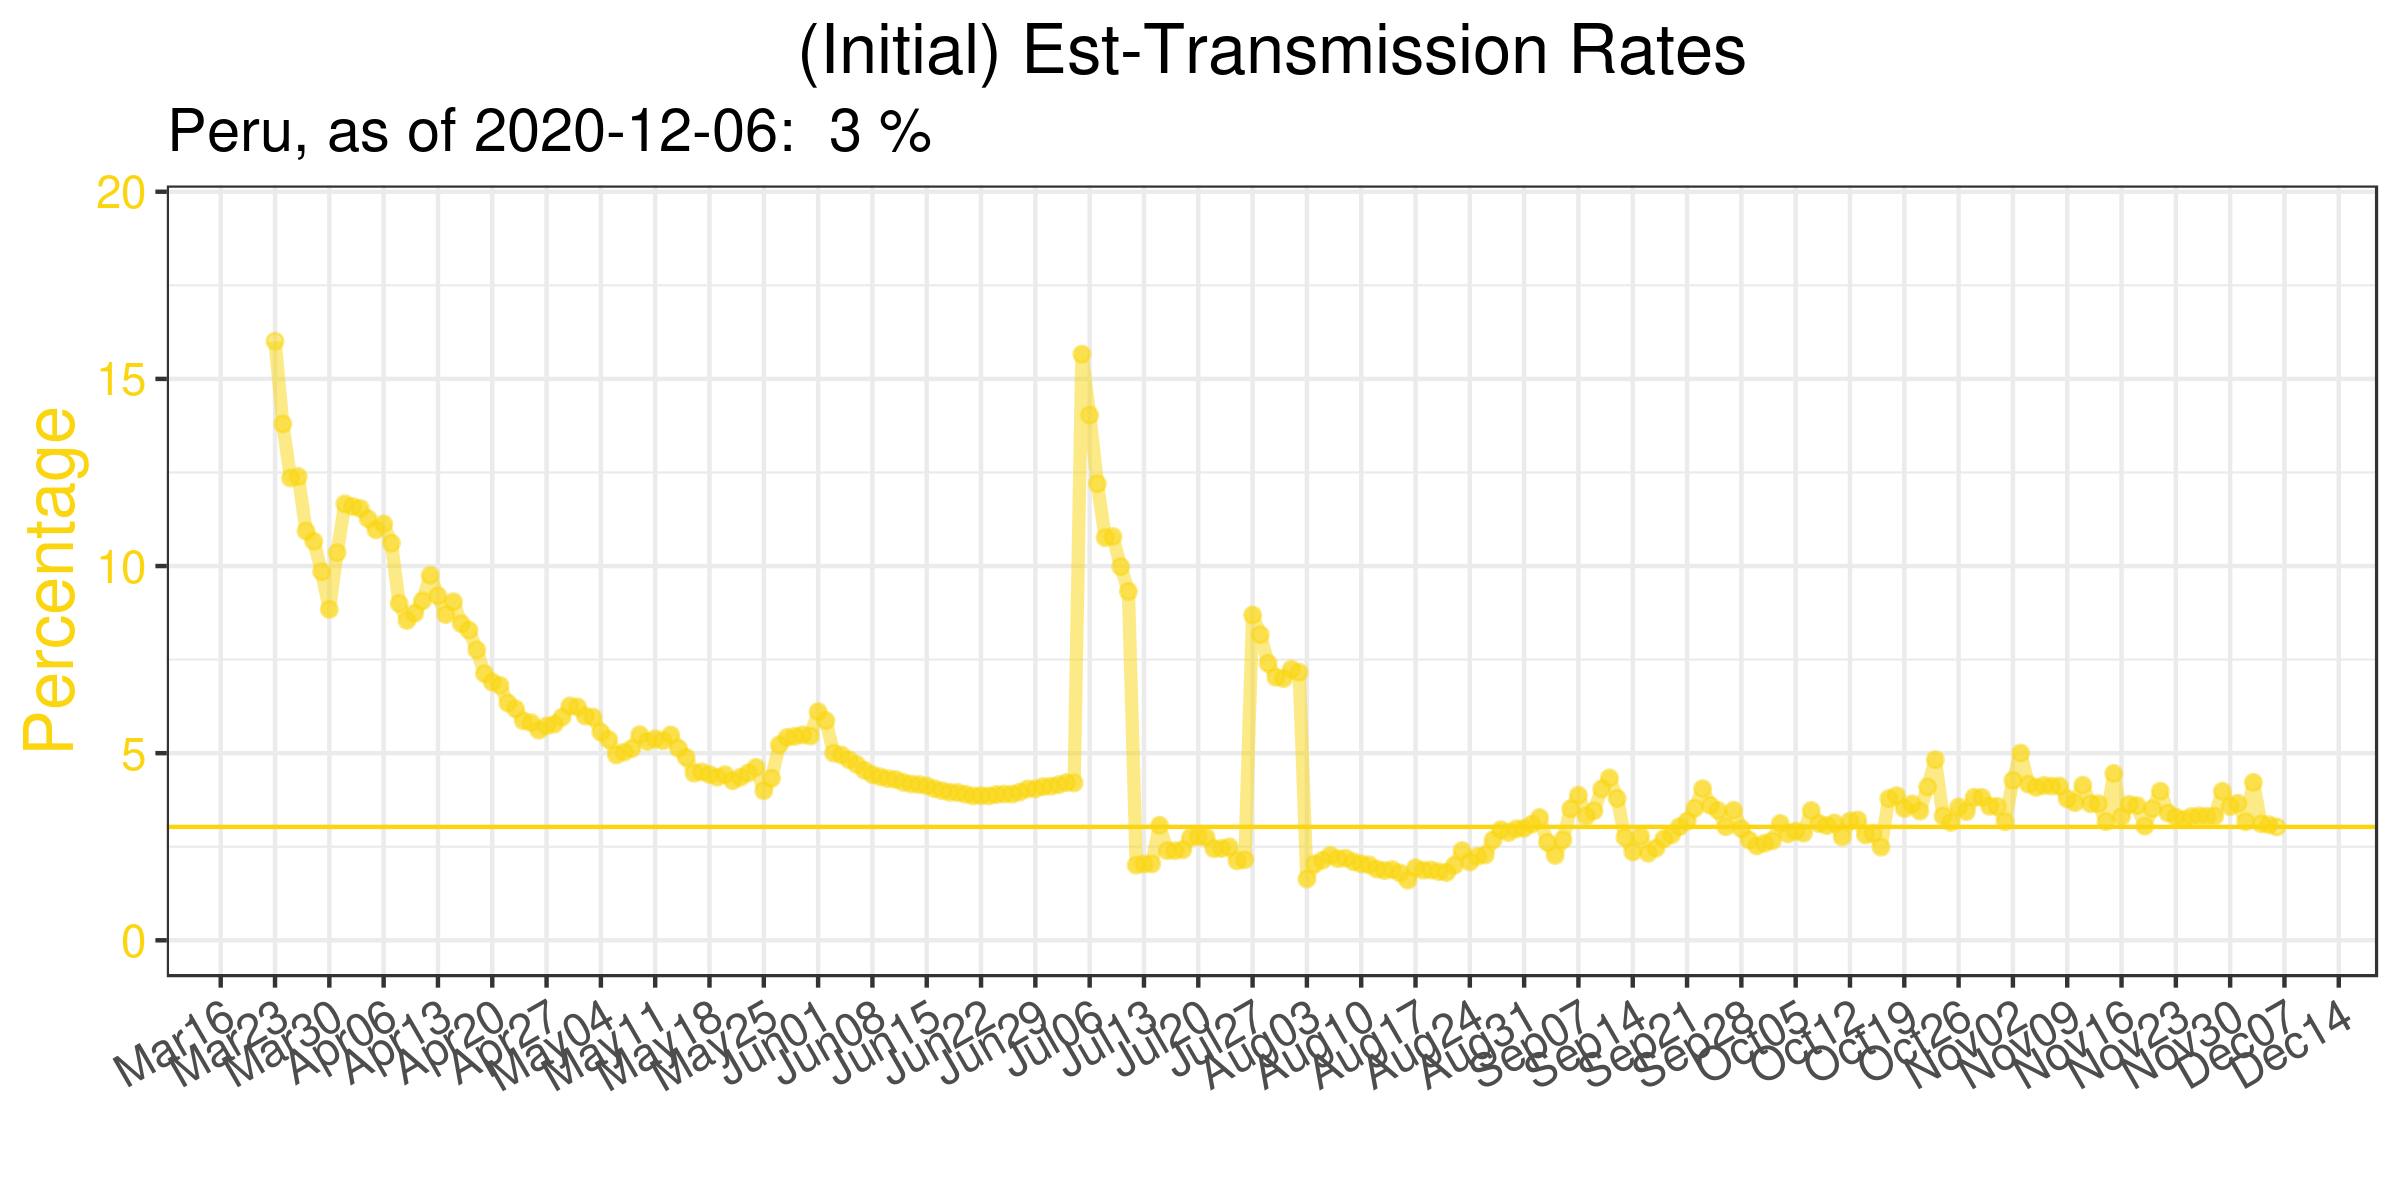 (Initial) Est-Transmission Rates
Peru, as of 2020-12-06:  3 %
Percentage
20
15
10
5
0
Mar16
Mar23
Mar30
Apr06
Apr13
Apr20
Apr27
May04
May11
May18
May25
Jun01
Jun08
Jun15
Jun22
Jun29
Jul06
Jul13
Jul20
Jul27
Aug03
Aug10
Aug17
Aug24
Aug31
Sep07
Sep14
Sep21
Sep28
Oct05
Oct12
Oct19
Oct26
Nov02
Nov09
Nov16
Nov23
Nov30
Dec07
Dec14